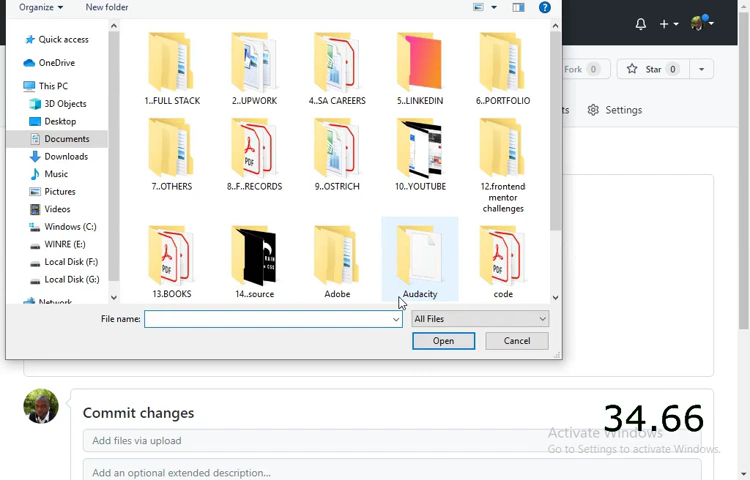 Organize
New folder
Quick access
OneDrive
This PC
3D Objects
Desktop
Documents
Downloads
Music
Pictures
Videos
Windows (C:)
WINRE (E:)
Local Disk (F:)
Local Disk (G:)
Network
1..FULL STACK
2..UPWORK
4..SA CAREERS
5..LINKEDIN
6..PORTFOLIO
7..OTHERS
8..F..RECORDS
9..OSTRICH
10..YOUTUBE
12.frontend
mentor
challenges
13.BOOKS
14..source
Adobe
Audacity
code
File name:
All Files
Open
Cancel
Fork 0
Star 0
Settings
Commit changes
Add files via upload
Add an optional extended description...
34.66
Activate Windows
Go to Settings to activate Windows.